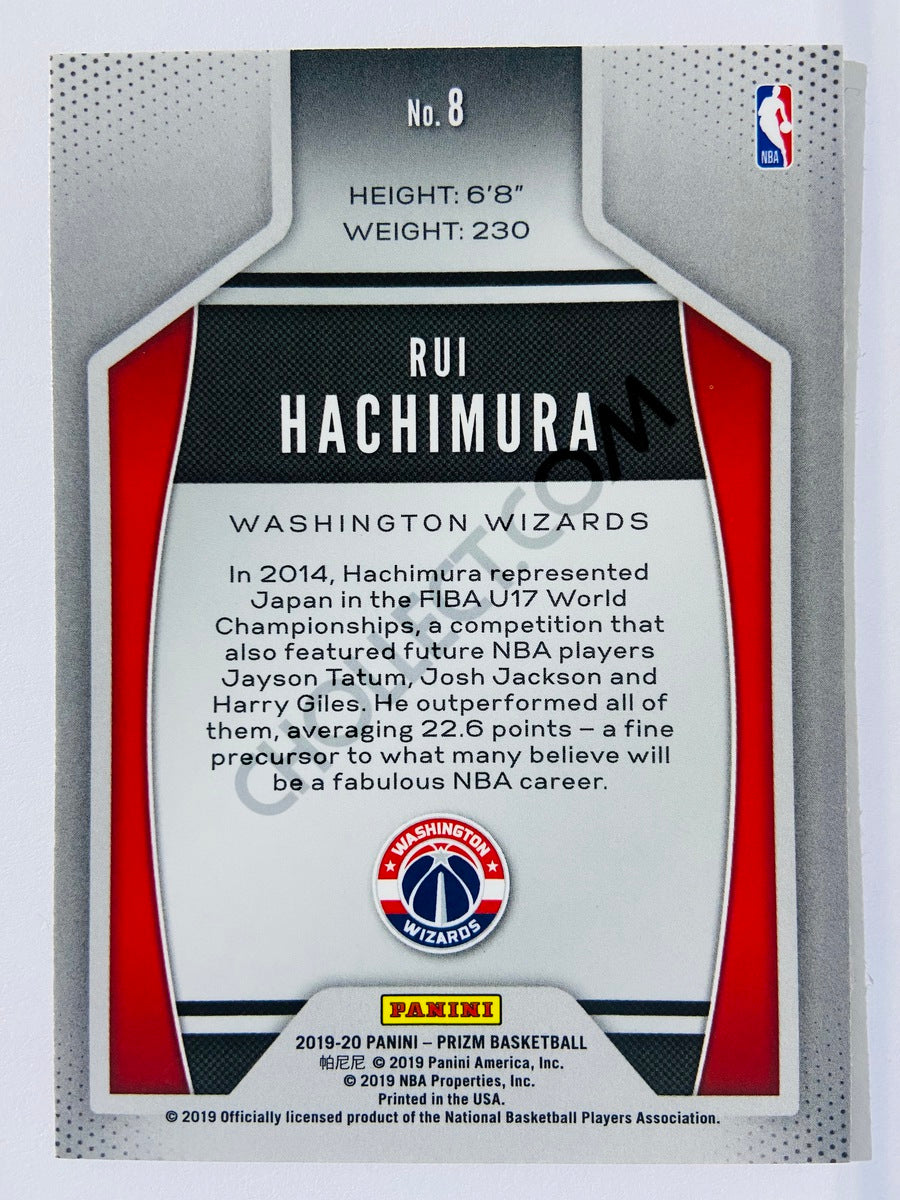 No. 8
NBA
HEIGHT: 6'8"
WEIGHT: 230
RUI
HACHIMURA
WASHINGTON WIZARDS
In 2014, Hachimura represented
Japan in the FIBA U17 World
Championships, a competition that
also featured future NBA players
Jayson Tatum, Josh Jackson and
Harry Giles. He outperformed all of
them, averaging 22.6 points – a fine
precursor to what many believe will
be a fabulous NBA career.
CHOLLECT.COM
WASHINGTON
WIZARDS
PANINI
2019-20 PANINI – PRIZM BASKETBALL
帕尼尼 © 2019 Panini America, Inc.
© 2019 NBA Properties, Inc.
Printed in the USA.
© 2019 Officially licensed product of the National Basketball Players Association.